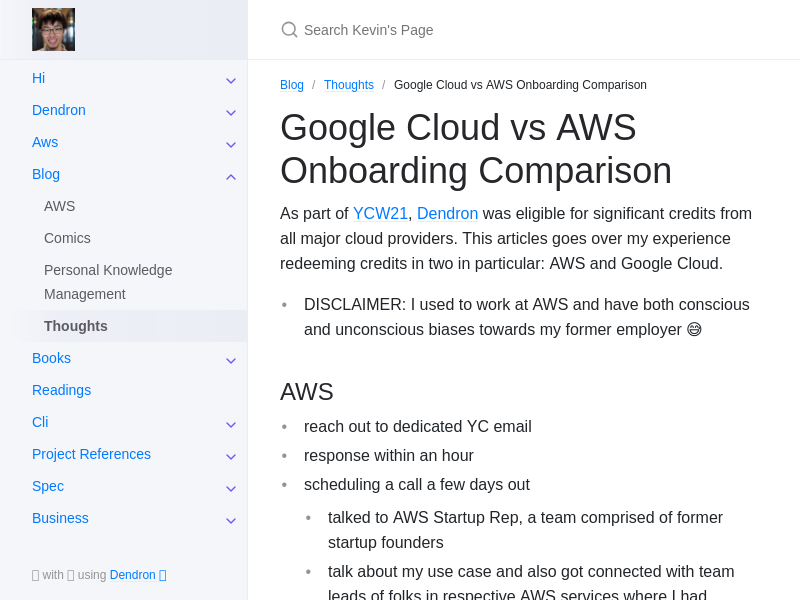 Search Kevin's Page
Hi
Dendron
Aws
Blog
AWS
Comics
Personal Knowledge
Management
Thoughts
Books
Readings
Cli
Project References
Spec
Business
with using Dendron
Blog / Thoughts / Google Cloud vs AWS Onboarding Comparison
Google Cloud vs AWS
Onboarding Comparison
As part of YCW21, Dendron was eligible for significant credits from
all major cloud providers. This articles goes over my experience
redeeming credits in two in particular: AWS and Google Cloud.
• DISCLAIMER: I used to work at AWS and have both conscious
and unconscious biases towards my former employer 😅
AWS
• reach out to dedicated YC email
• response within an hour
• scheduling a call a few days out
• talked to AWS Startup Rep, a team comprised of former
startup founders
• talk about my use case and also got connected with team
leads of folks in respective AWS services where I had